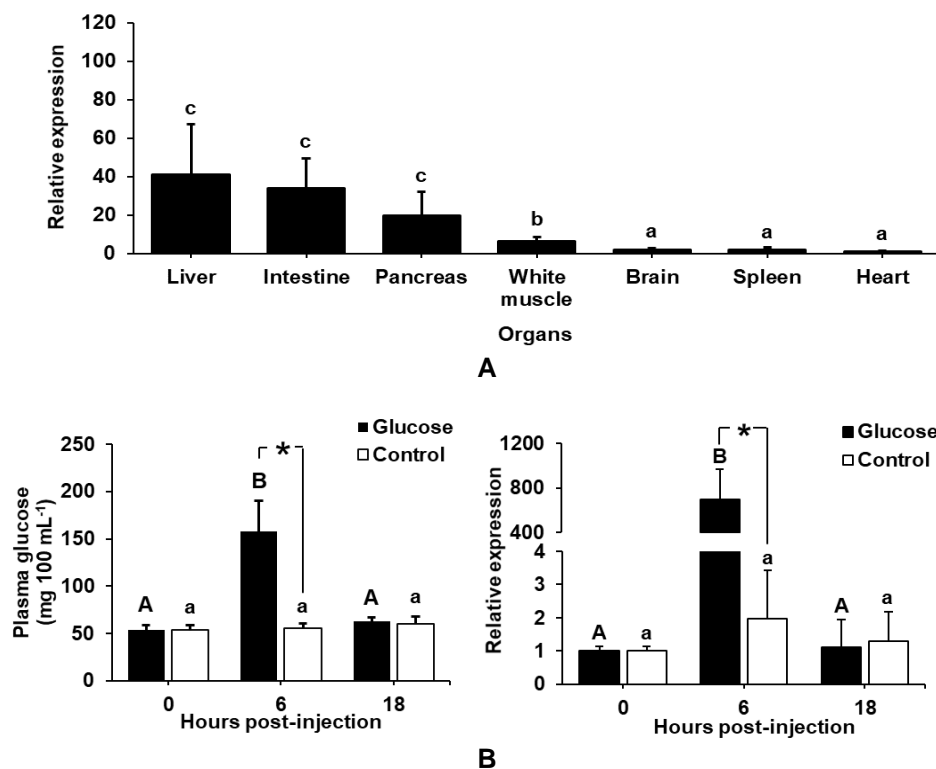 120
100
80
60
40
20
0
Relative expression
c
c
c
b
a
a
a
Liver Intestine Pancreas White muscle Brain Spleen Heart
Organs
A
Glucose
Control
250
200
150
100
50
0
Plasma glucose
(mg 100 mL⁻¹)
*
B
A
a
a
A
a
0 6 18
Hours post-injection
Glucose
Control
1200
800
400
4
3
2
1
0
Relative expression
*
B
a
A
a
A
a
0 6 18
Hours post-injection
B